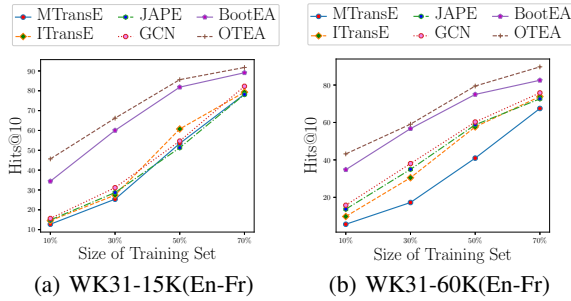 MTransE JAPE BootEA
ITransE GCN OTEA
Hits@10
90
80
70
60
50
40
30
20
10
10% 30% 50% 70%
Size of Training Set
(a) WK31-15K(En-Fr)
MTransE JAPE BootEA
ITransE GCN OTEA
Hits@10
80
60
40
20
10% 30% 50% 70%
Size of Training Set
(b) WK31-60K(En-Fr)